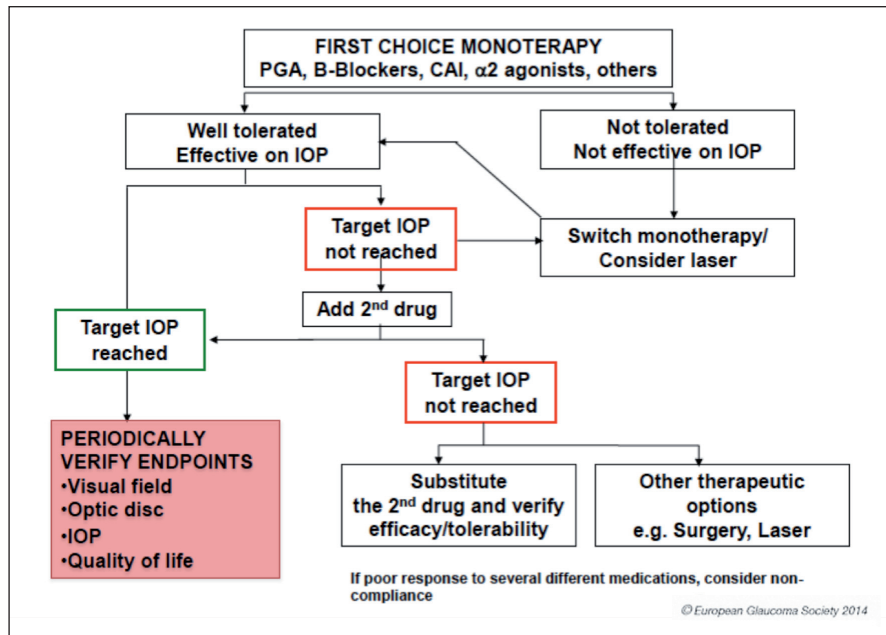 FIRST CHOICE MONOTERAPY
PGA, B-Blockers, CAI, α2 agonists, others
Well tolerated
Effective on IOP
Not tolerated
Not effective on IOP
Target IOP
not reached
Switch monotherapy/
Consider laser
Add 2nd drug
Target IOP
reached
Target IOP
not reached
PERIODICALLY
VERIFY ENDPOINTS
•Visual field
•Optic disc
•IOP
•Quality of life
Substitute
the 2nd drug and verify
efficacy/tolerability
Other therapeutic
options
e.g. Surgery, Laser
If poor response to several different medications, consider non-
compliance
© European Glaucoma Society 2014